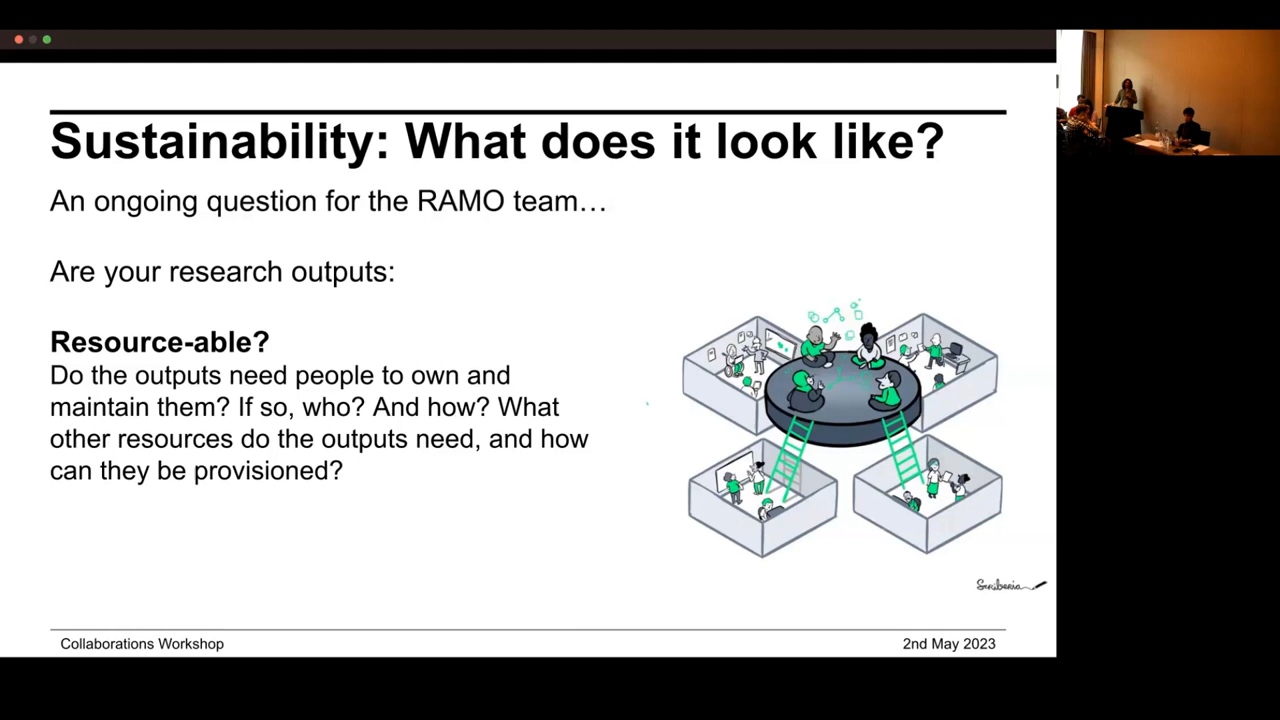 Sustainability: What does it look like?
An ongoing question for the RAMO team…
Are your research outputs:
Resource-able?
Do the outputs need people to own and
maintain them? If so, who? And how? What
other resources do the outputs need, and how
can they be provisioned?
Scriberia
Collaborations Workshop
2nd May 2023